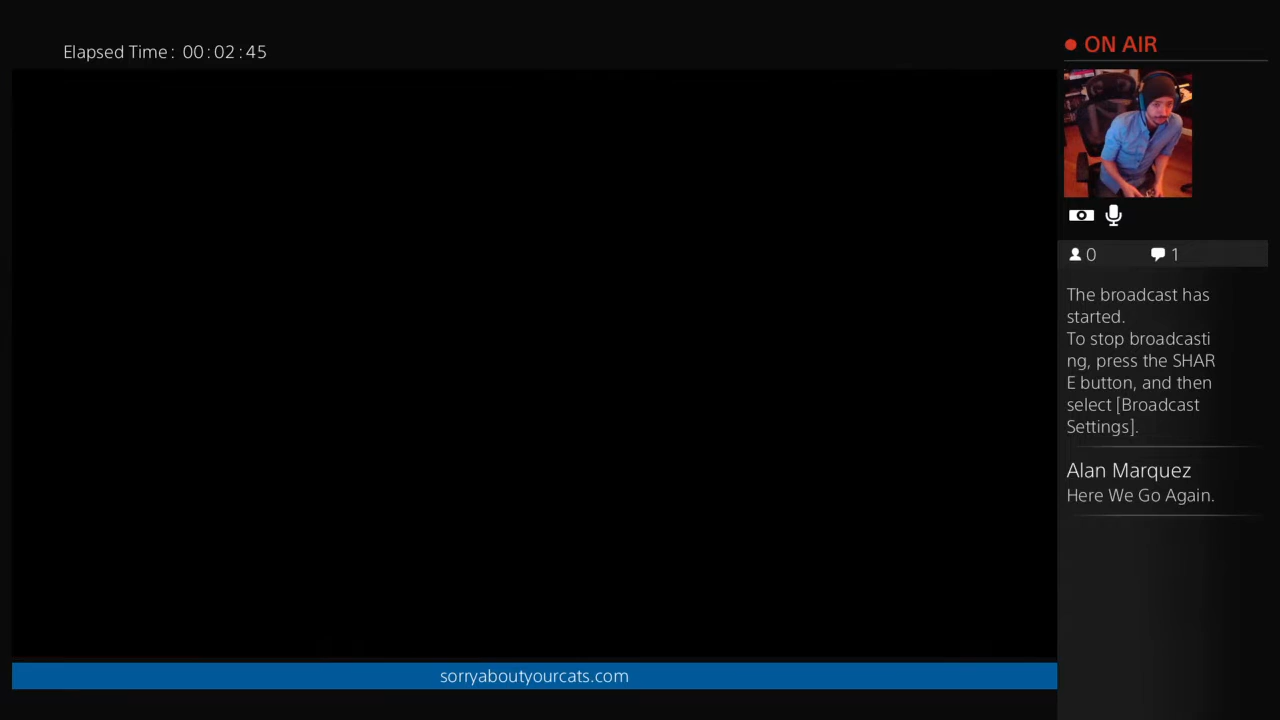 Elapsed Time: 00:02:45
ON AIR
0 1
The broadcast has
started.
To stop broadcasti
ng, press the SHAR
E button, and then
select [Broadcast
Settings].
Alan Marquez
Here We Go Again.
sorryaboutyourcats.com